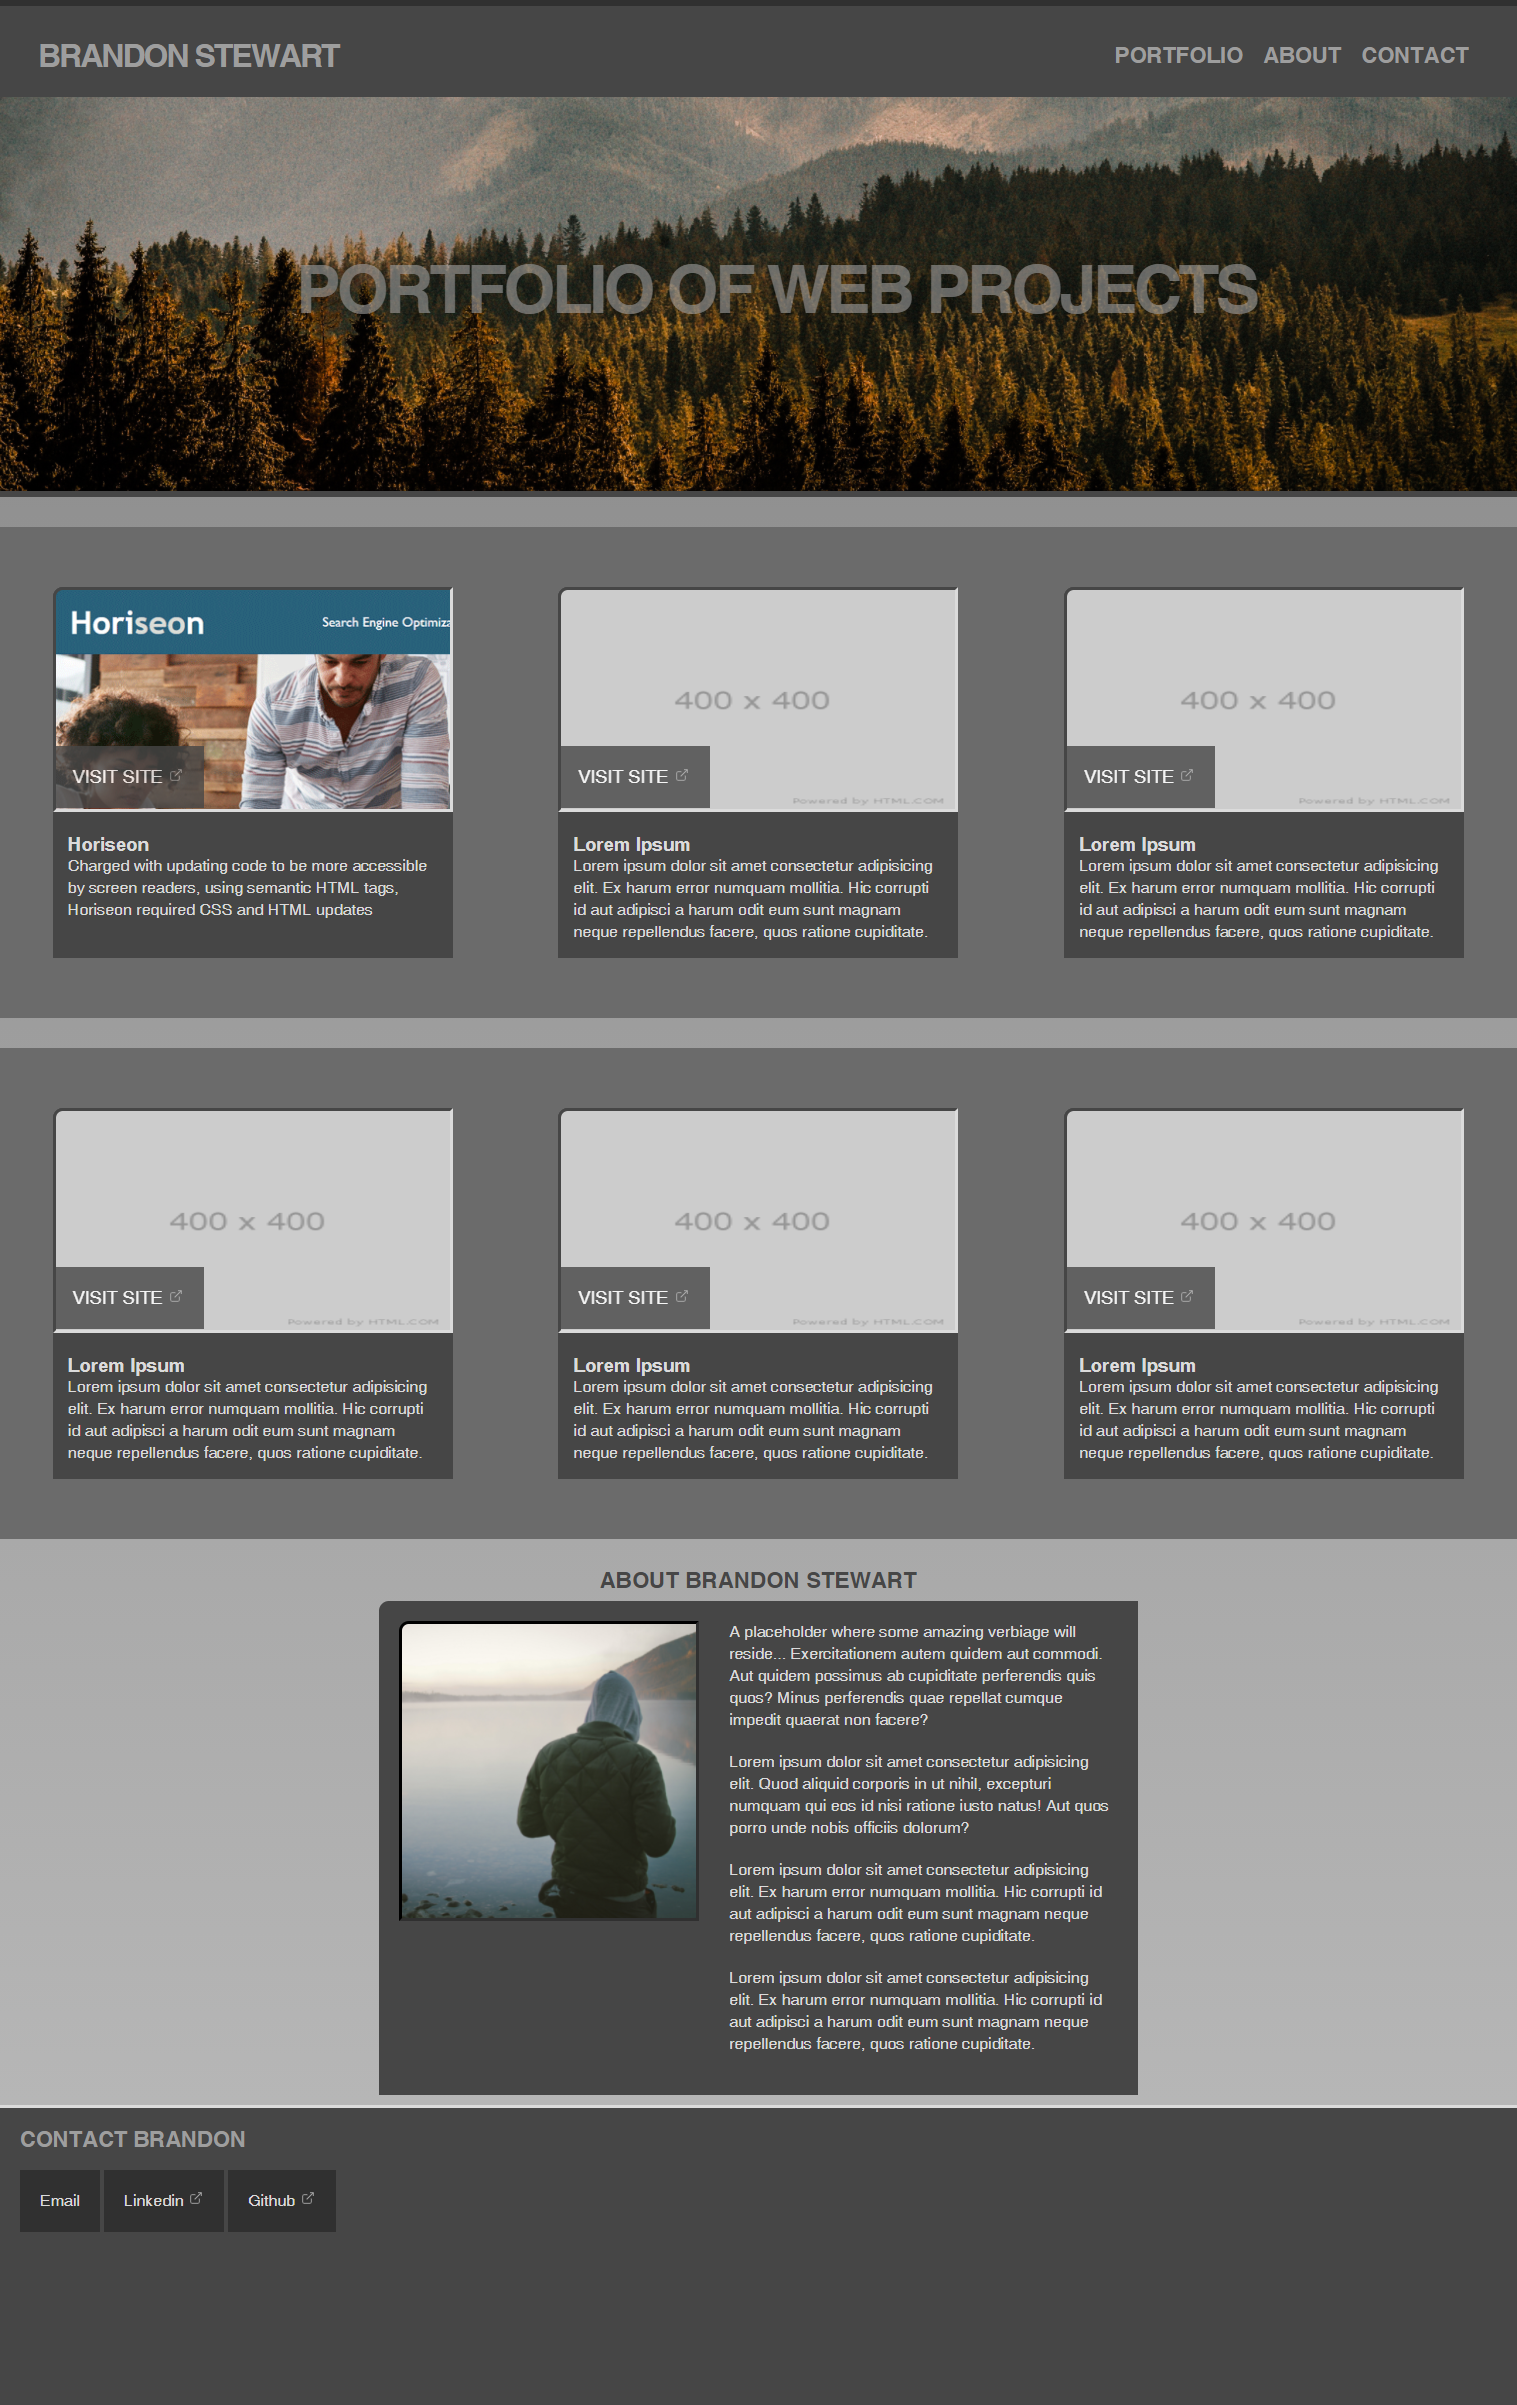 BRANDON STEWART
PORTFOLIO ABOUT CONTACT
PORTFOLIO OF WEB PROJECTS
Horiseon
Search Engine Optimiza
VISIT SITE
Horiseon
Charged with updating code to be more accessible
by screen readers, using semantic HTML tags,
Horiseon required CSS and HTML updates
400 x 400
VISIT SITE
Powered by HTML.COM
Lorem Ipsum
Lorem ipsum dolor sit amet consectetur adipisicing
elit. Ex harum error numquam mollitia. Hic corrupti
id aut adipisci a harum odit eum sunt magnam
neque repellendus facere, quos ratione cupiditate.
400 x 400
VISIT SITE
Powered by HTML.COM
Lorem Ipsum
Lorem ipsum dolor sit amet consectetur adipisicing
elit. Ex harum error numquam mollitia. Hic corrupti
id aut adipisci a harum odit eum sunt magnam
neque repellendus facere, quos ratione cupiditate.
400 x 400
VISIT SITE
Powered by HTML.COM
Lorem Ipsum
Lorem ipsum dolor sit amet consectetur adipisicing
elit. Ex harum error numquam mollitia. Hic corrupti
id aut adipisci a harum odit eum sunt magnam
neque repellendus facere, quos ratione cupiditate.
400 x 400
VISIT SITE
Powered by HTML.COM
Lorem Ipsum
Lorem ipsum dolor sit amet consectetur adipisicing
elit. Ex harum error numquam mollitia. Hic corrupti
id aut adipisci a harum odit eum sunt magnam
neque repellendus facere, quos ratione cupiditate.
400 x 400
VISIT SITE
Powered by HTML.COM
Lorem Ipsum
Lorem ipsum dolor sit amet consectetur adipisicing
elit. Ex harum error numquam mollitia. Hic corrupti
id aut adipisci a harum odit eum sunt magnam
neque repellendus facere, quos ratione cupiditate.
ABOUT BRANDON STEWART
A placeholder where some amazing verbiage will
reside... Exercitationem autem quidem aut commodi.
Aut quidem possimus ab cupiditate perferendis quis
quos? Minus perferendis quae repellat cumque
impedit quaerat non facere?
Lorem ipsum dolor sit amet consectetur adipisicing
elit. Quod aliquid corporis in ut nihil, excepturi
numquam qui eos id nisi ratione iusto natus! Aut quos
porro unde nobis officiis dolorum?
Lorem ipsum dolor sit amet consectetur adipisicing
elit. Ex harum error numquam mollitia. Hic corrupti id
aut adipisci a harum odit eum sunt magnam neque
repellendus facere, quos ratione cupiditate.
Lorem ipsum dolor sit amet consectetur adipisicing
elit. Ex harum error numquam mollitia. Hic corrupti id
aut adipisci a harum odit eum sunt magnam neque
repellendus facere, quos ratione cupiditate.
CONTACT BRANDON
Email Linkedin Github